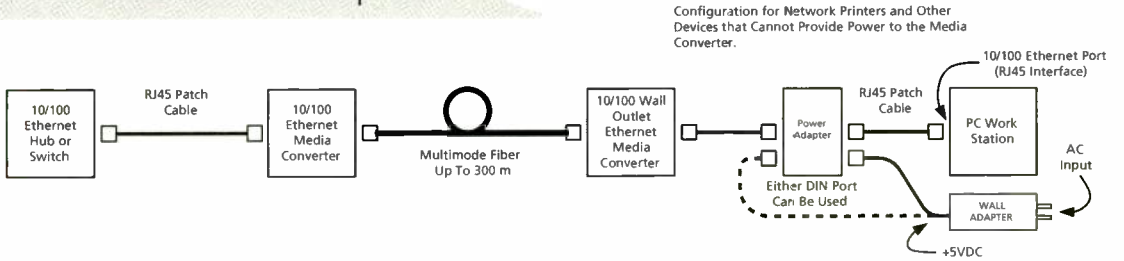 Configuration for Network Printers and Other
Devices that Cannot Provide Power to the Media
Converter.
10/100 Ethernet Port
(RJ45 Interface)
10/100
Ethernet
Hub or
Switch
RJ45 Patch
Cable
10/100
Ethernet
Media
Converter
Multimode Fiber
Up To 300 m
10/100 Wall
Outlet
Ethernet
Media
Converter
Power
Adapter
Either DIN Port
Can Be Used
RJ45 Patch
Cable
PC Work
Station
AC
Input
WALL
ADAPTER
+5VDC